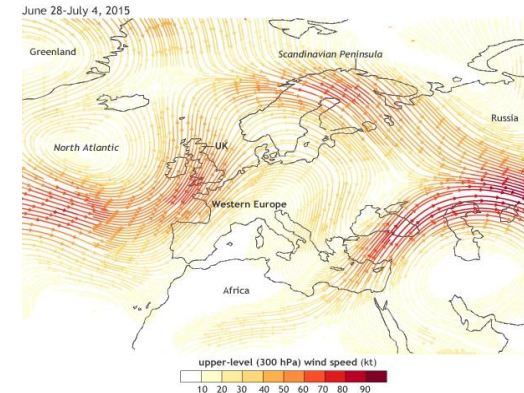 June 28-July 4, 2015
Greenland
Scandinavian Peninsula
Russia
North Atlantic
UK
Western Europe
Africa
upper-level (300 hPa) wind speed (kt)
10 20 30 40 50 60 70 80 90